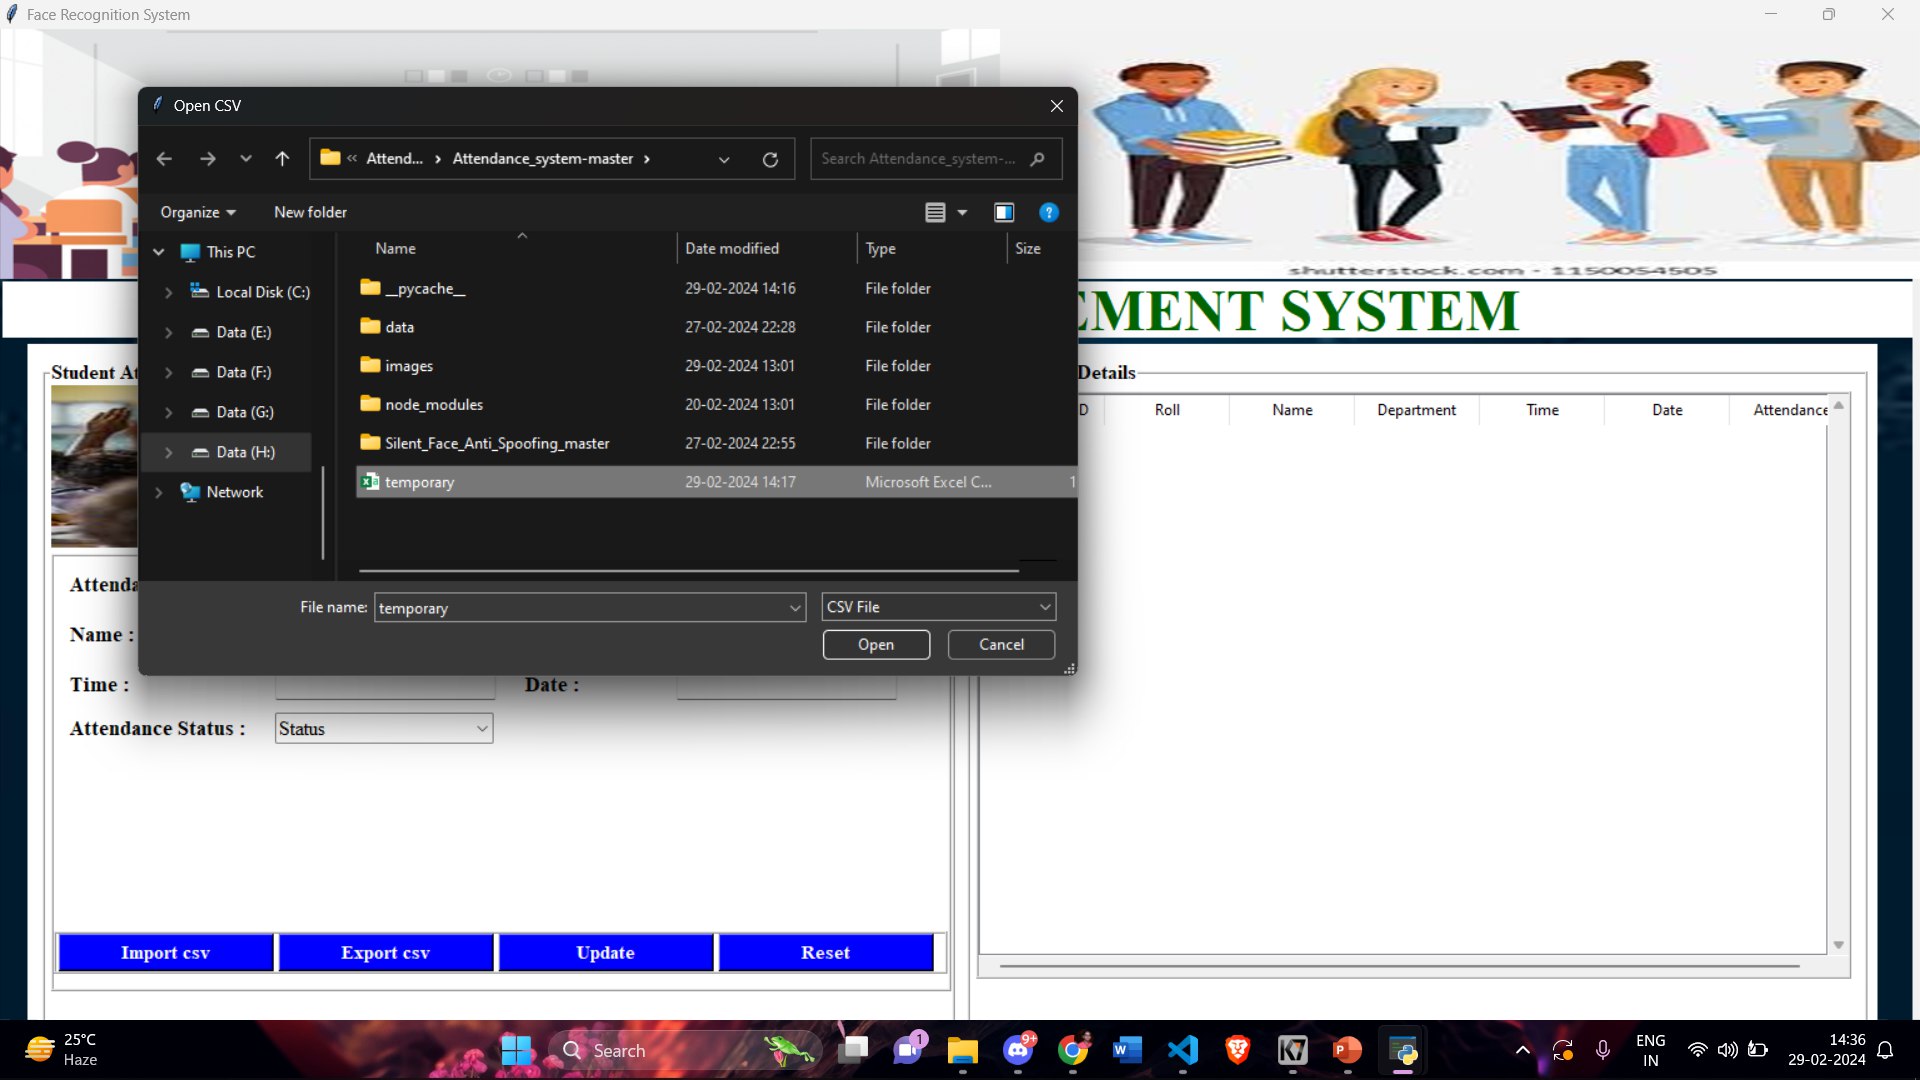 Face Recognition System
Open CSV
« Attend... > Attendance_system-master >
Search Attendance_system-...
Organize
New folder
?
This PC
Local Disk (C:)
Data (E:)
Data (F:)
Data (G:)
Data (H:)
Network
Name Date modified Type Size
__pycache__ 29-02-2024 14:16 File folder
data 27-02-2024 22:28 File folder
images 29-02-2024 13:01 File folder
node_modules 20-02-2024 13:01 File folder
Silent_Face_Anti_Spoofing_master 27-02-2024 22:55 File folder
temporary 29-02-2024 14:17 Microsoft Excel C... 1
File name: temporary CSV File
Open Cancel
shutterstock.com · 1150054505
EMENT SYSTEM
Student At
Attenda
Name :
Time : Date :
Attendance Status : Status
Import csv Export csv Update Reset
Details
D Roll Name Department Time Date Attendance
25°C
Haze
Search
1
9+
W
K7
P
ENG
IN
14:36
29-02-2024